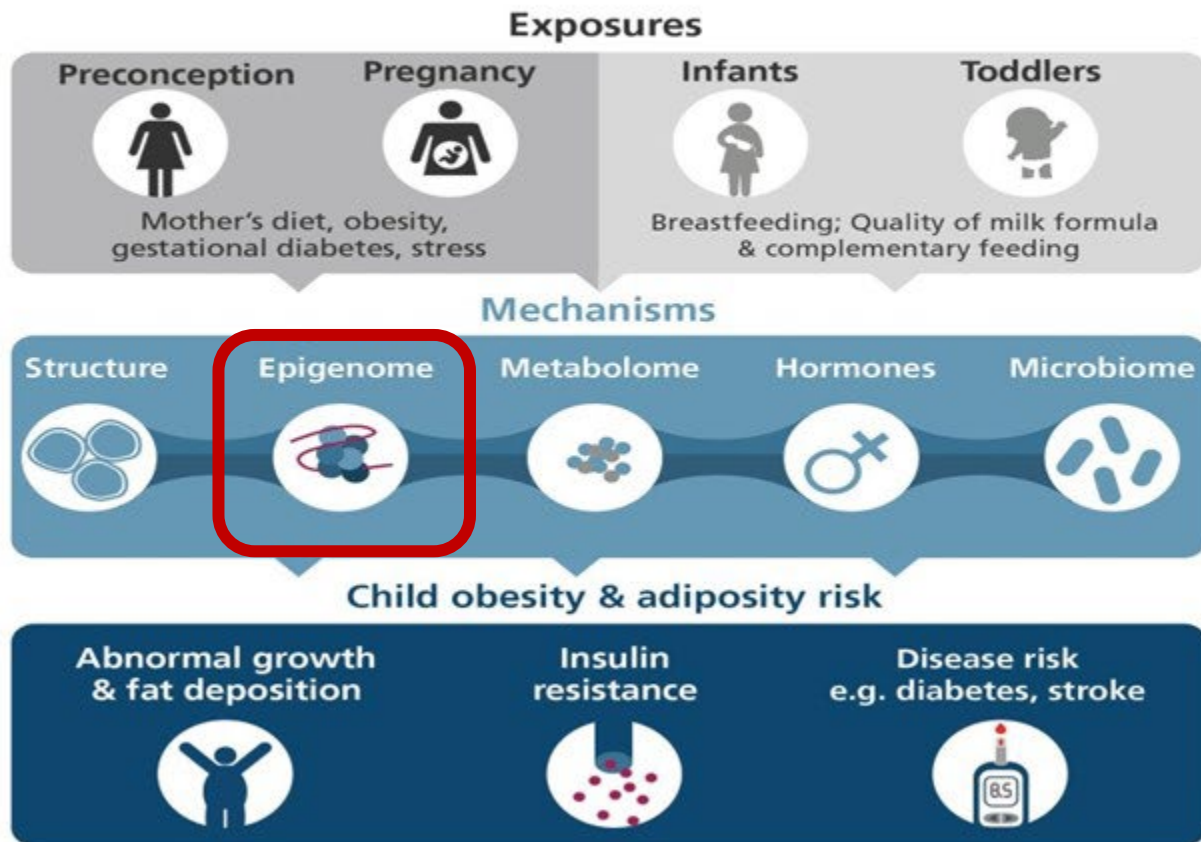 Exposures
Preconception
Pregnancy
Infants
Toddlers
Mother's diet, obesity,
gestational diabetes, stress
Breastfeeding; Quality of milk formula
& complementary feeding
Mechanisms
Structure
Epigenome
Metabolome
Hormones
Microbiome
Child obesity & adiposity risk
Abnormal growth
& fat deposition
Insulin
resistance
Disease risk
e.g. diabetes, stroke
8.5